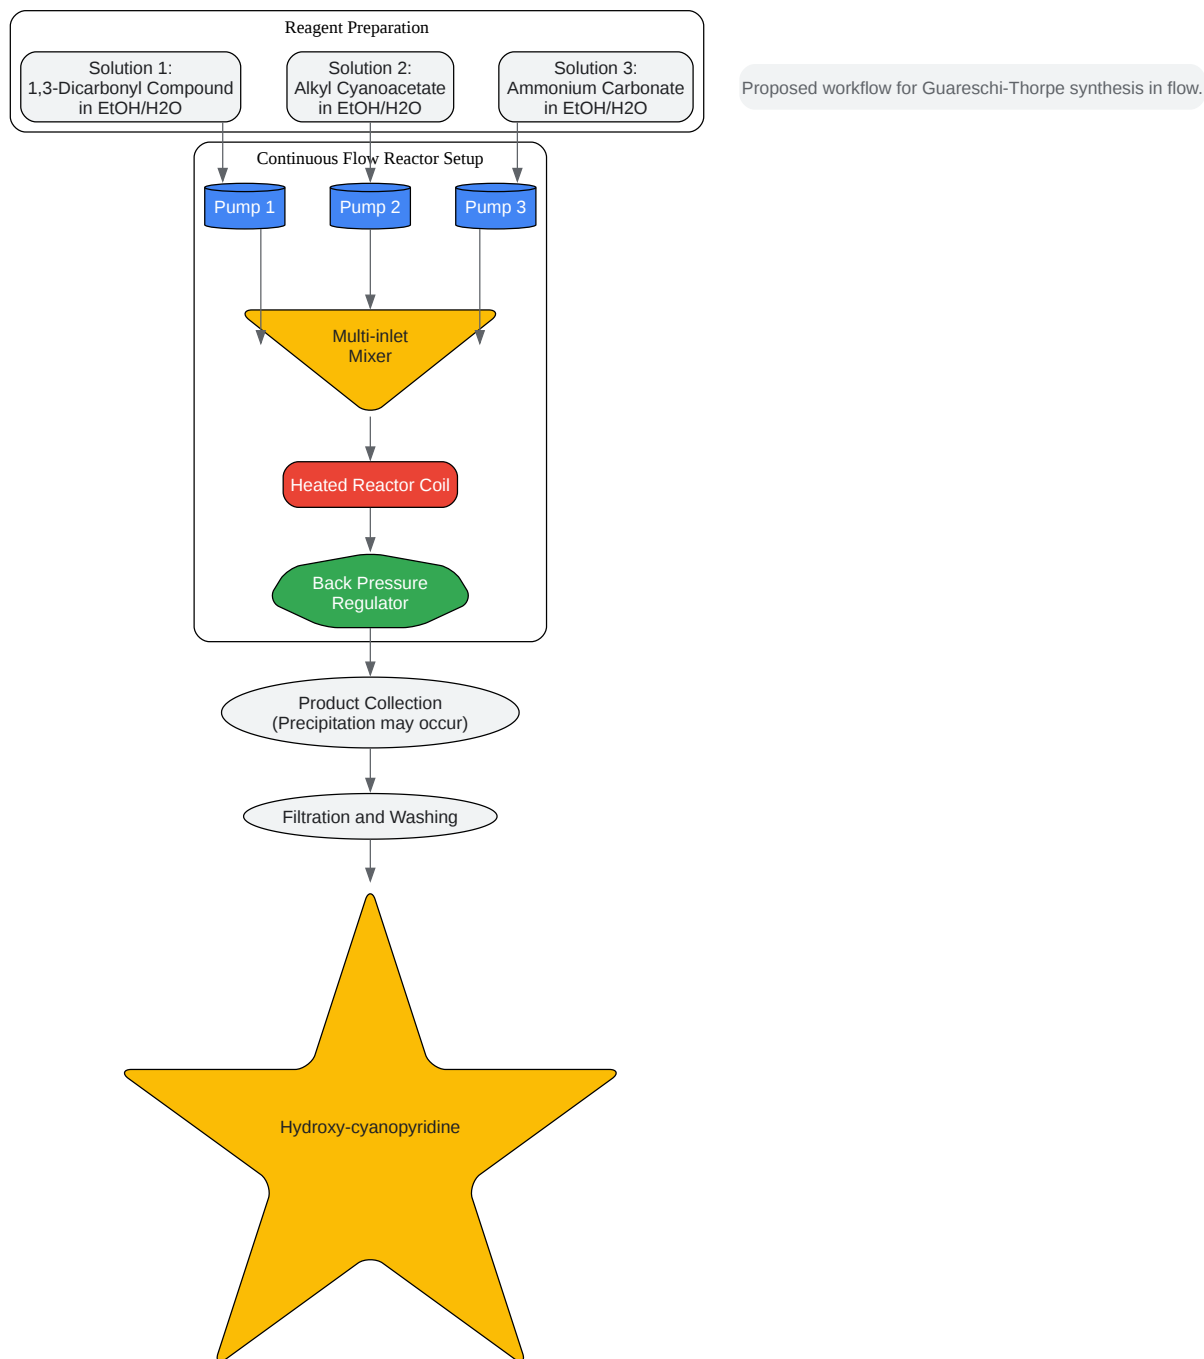 Reagent Preparation
Solution 1:
1,3-Dicarbonyl Compound
in EtOH/H2O
Solution 2:
Alkyl Cyanoacetate
in EtOH/H2O
Solution 3:
Ammonium Carbonate
in EtOH/H2O
Proposed workflow for Guareschi-Thorpe synthesis in flow.
Continuous Flow Reactor Setup
Pump 1
Pump 2
Pump 3
Multi-inlet
Mixer
Heated Reactor Coil
Back Pressure
Regulator
Product Collection
(Precipitation may occur)
Filtration and Washing
Hydroxy-cyanopyridine